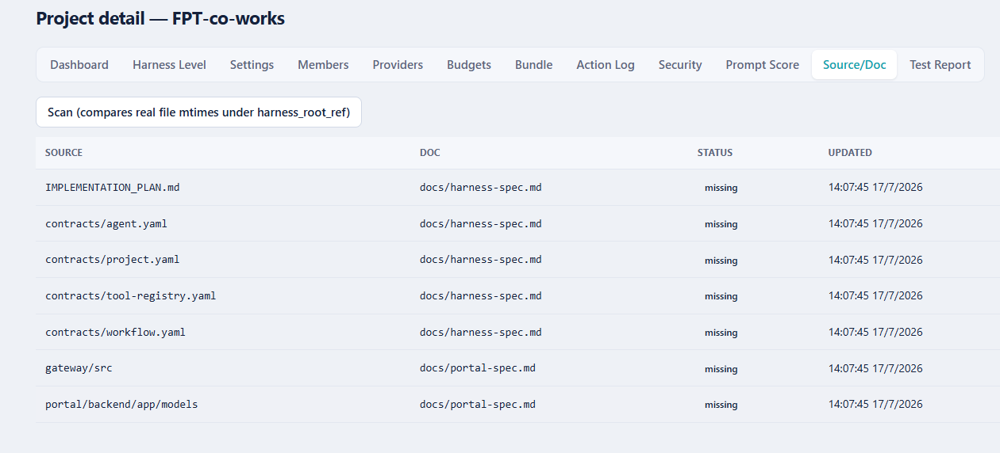 Project detail — FPT-co-works
Dashboard Harness Level Settings Members Providers Budgets Bundle Action Log Security Prompt Score Source/Doc Test Report
Scan (compares real file mtimes under harness_root_ref)
SOURCE DOC STATUS UPDATED
IMPLEMENTATION_PLAN.md docs/harness-spec.md missing 14:07:45 17/7/2026
contracts/agent.yaml docs/harness-spec.md missing 14:07:45 17/7/2026
contracts/project.yaml docs/harness-spec.md missing 14:07:45 17/7/2026
contracts/tool-registry.yaml docs/harness-spec.md missing 14:07:45 17/7/2026
contracts/workflow.yaml docs/harness-spec.md missing 14:07:45 17/7/2026
gateway/src docs/portal-spec.md missing 14:07:45 17/7/2026
portal/backend/app/models docs/portal-spec.md missing 14:07:45 17/7/2026